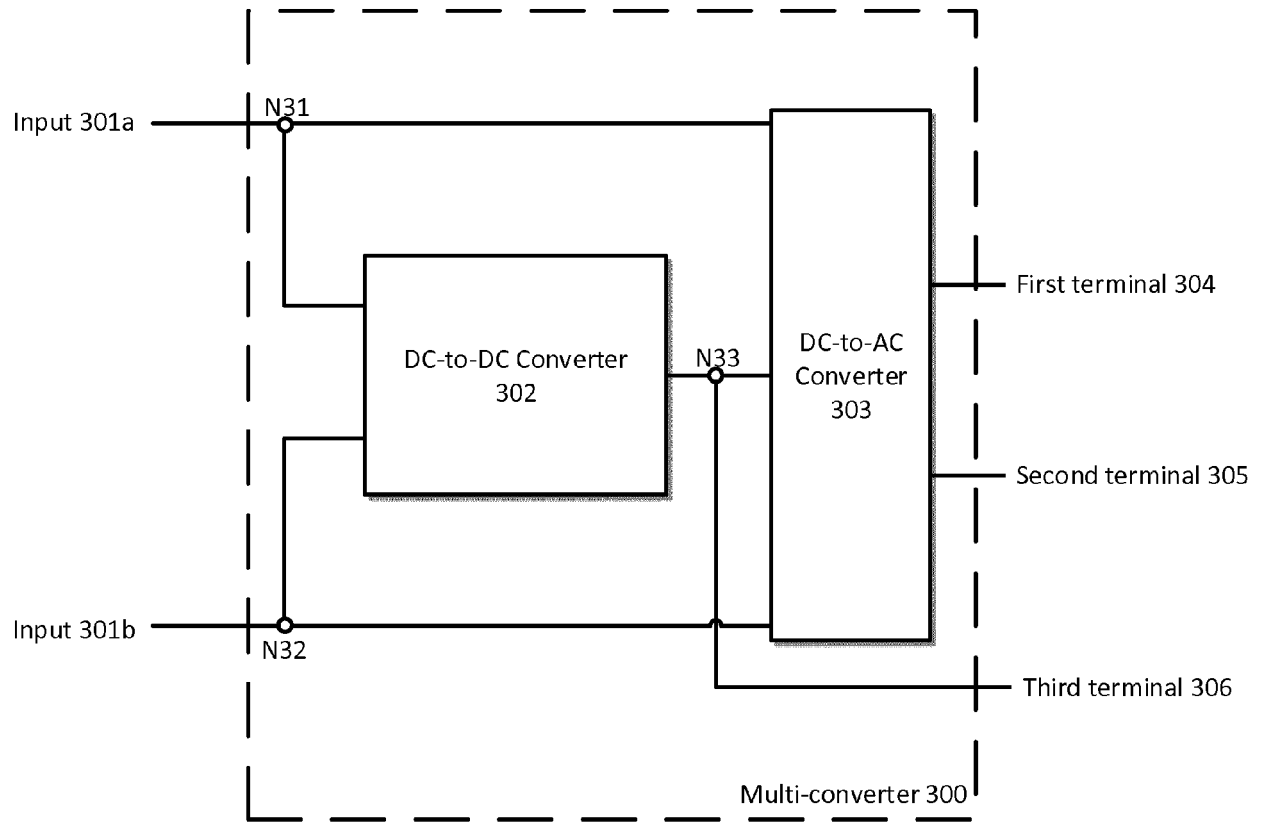 N31
Input 301a
First terminal 304
DC-to-DC Converter
302
N33
DC-to-AC
Converter
303
Second terminal 305
Input 301b
N32
Third terminal 306
Multi-converter 300